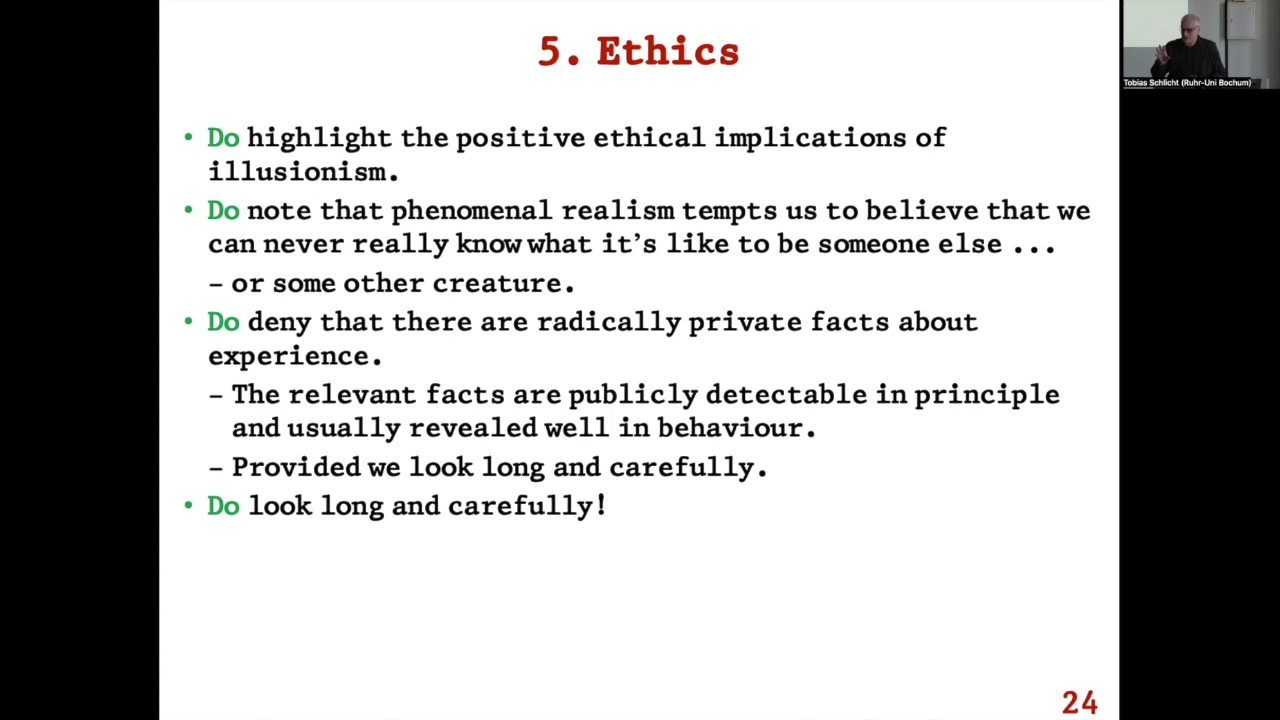 5. Ethics
Tobias Schlicht (Ruhr-Uni Bochum)
• Do highlight the positive ethical implications of
illusionism.
• Do note that phenomenal realism tempts us to believe that we
can never really know what it’s like to be someone else ...
– or some other creature.
• Do deny that there are radically private facts about
experience.
– The relevant facts are publicly detectable in principle
and usually revealed well in behaviour.
– Provided we look long and carefully.
• Do look long and carefully!
24